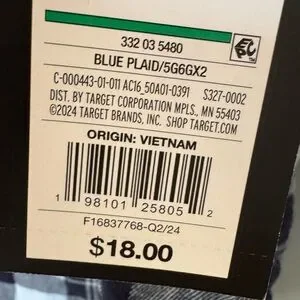 332 03 5480
EPC
BLUE PLAID/5G6GX2
C-000443-01-011 AC16_50A01-0391 S327-0002
DIST. BY TARGET CORPORATION MPLS., MN 55403
©2024 TARGET BRANDS, INC. SHOP TARGET.COM
ORIGIN: VIETNAM
1 98101 25805 2
F16837768-Q2/24
$18.00